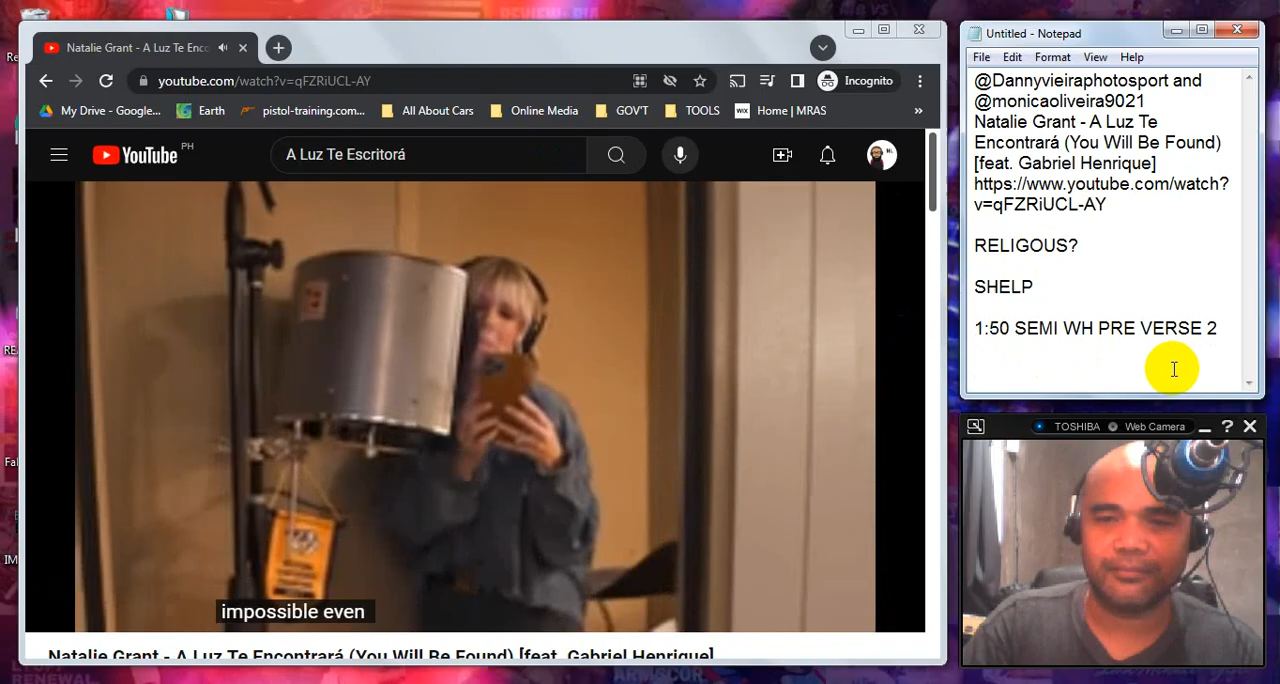 Natalie Grant - A Luz Te Enco
youtube.com/watch?v=qFZRiUCL-AY
Incognito
My Drive - Google...
Earth
pistol-training.com...
All About Cars
Online Media
GOV'T
TOOLS
WIX
Home | MRAS
»
YouTube PH
A Luz Te Escritorá
impossible even
Natalie Grant - A Luz Te Encontrará (You Will Be Found) [feat. Gabriel Henrique]
Untitled - Notepad
File Edit Format View Help
@Dannyvieiraphotosport and
@monicaoliveira9021
Natalie Grant - A Luz Te
Encontrará (You Will Be Found)
[feat. Gabriel Henrique]
https://www.youtube.com/watch?
v=qFZRiUCL-AY
RELIGOUS?
SHELP
1:50 SEMI WH PRE VERSE 2
TOSHIBA Web Camera
RENEWAL